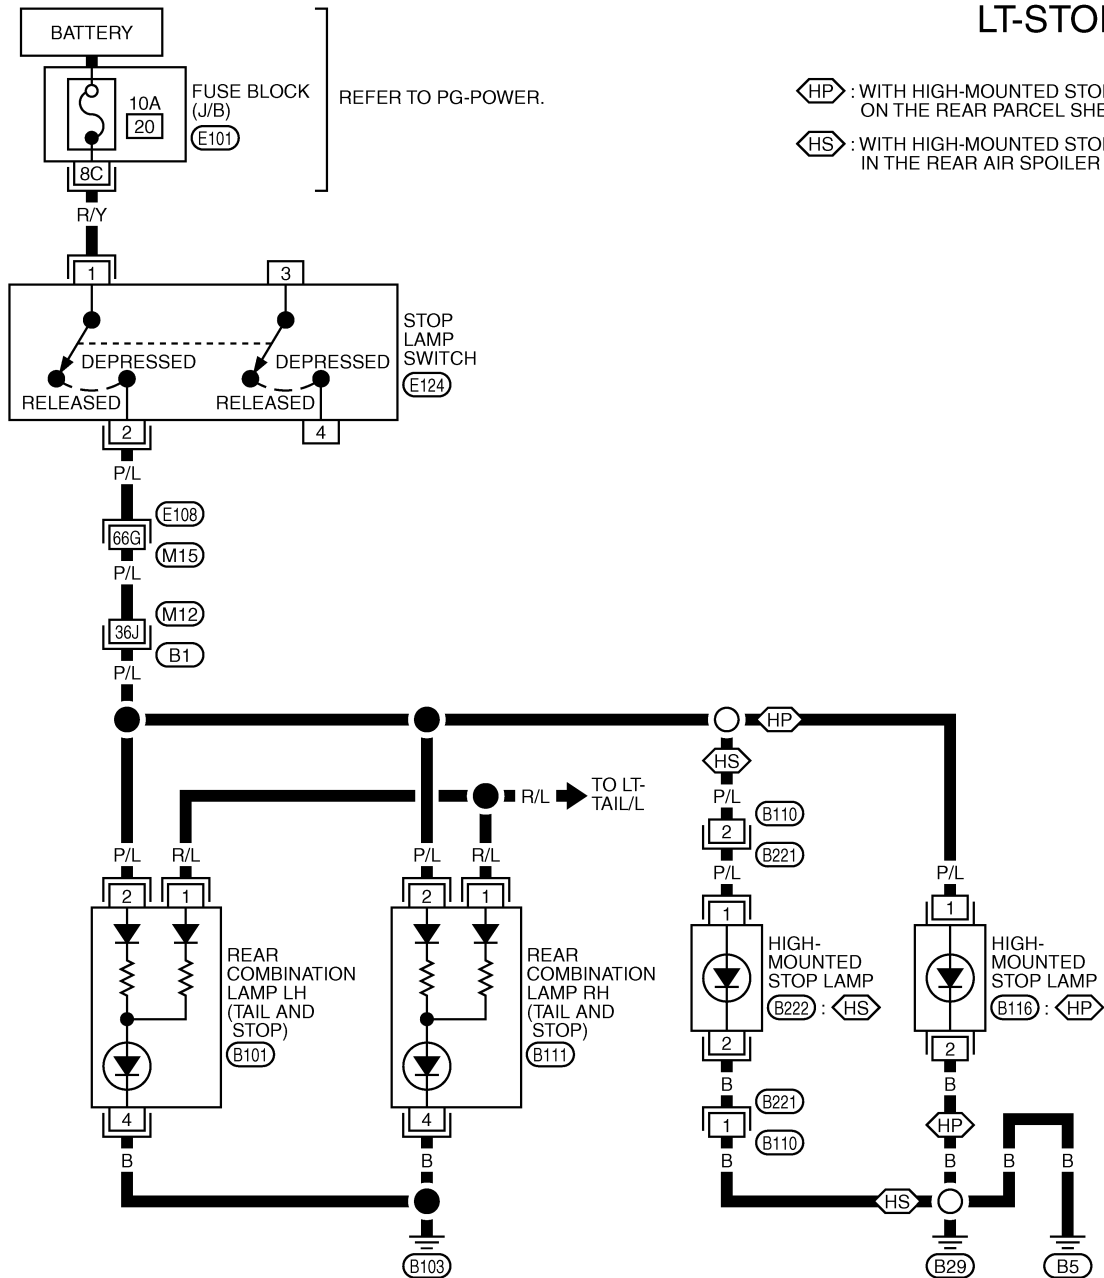 LT-STO
BATTERY
10A
20
FUSE BLOCK
(J/B)
E101
REFER TO PG-POWER.
HP : WITH HIGH-MOUNTED STO
ON THE REAR PARCEL SHE
HS : WITH HIGH-MOUNTED STO
IN THE REAR AIR SPOILER
8C
R/Y
1
3
DEPRESSED
DEPRESSED
RELEASED
RELEASED
STOP
LAMP
SWITCH
E124
2
4
P/L
E108
66G
M15
P/L
M12
36J
B1
P/L
HP
HS
R/L
TO LT-
TAIL/L
P/L
B110
2
B221
P/L
R/L
P/L
R/L
P/L
P/L
2
1
2
1
1
1
REAR
COMBINATION
LAMP LH
(TAIL AND
STOP)
B101
REAR
COMBINATION
LAMP RH
(TAIL AND
STOP)
B111
HIGH-
MOUNTED
STOP LAMP
B222 : HS
HIGH-
MOUNTED
STOP LAMP
B116 : HP
2
2
B
B
B221
1
B110
HP
4
4
B
B
B
B
B
B
HS
B103
B29
B5